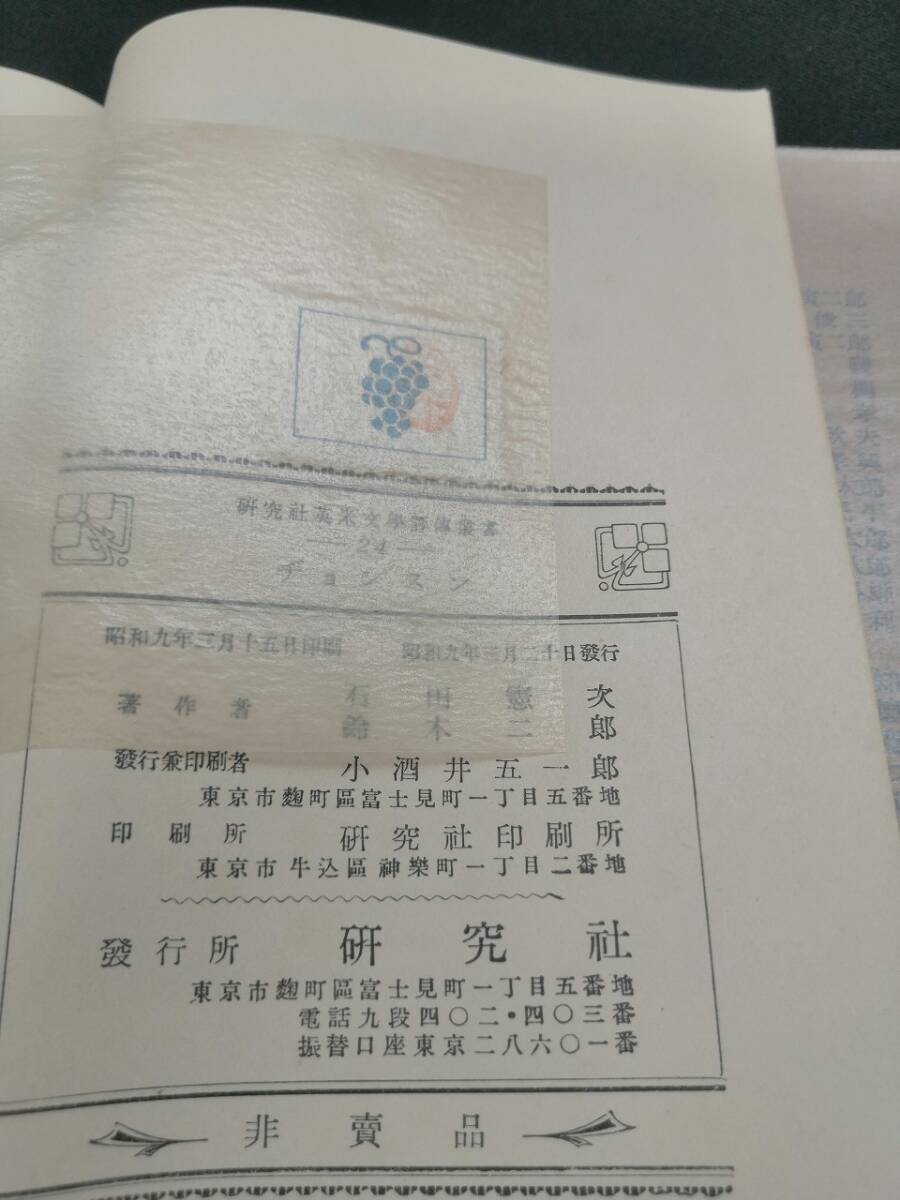 研究社英米文學評傳叢書
— 24 —
ヂョンスン
昭和九年三月十五日印刷 昭和九年三月二十日發行
著作者 石田憲次
鈴木二郎
發行兼印刷者 小酒井五一郎
東京市麴町區富士見町一丁目五番地
印刷所 硏究社印刷所
東京市牛込區神樂町一丁目二番地
發行所 硏究社
東京市麴町區富士見町一丁目五番地
電話九段四〇二・四〇三番
振替口座東京二八六〇一番
非賣品